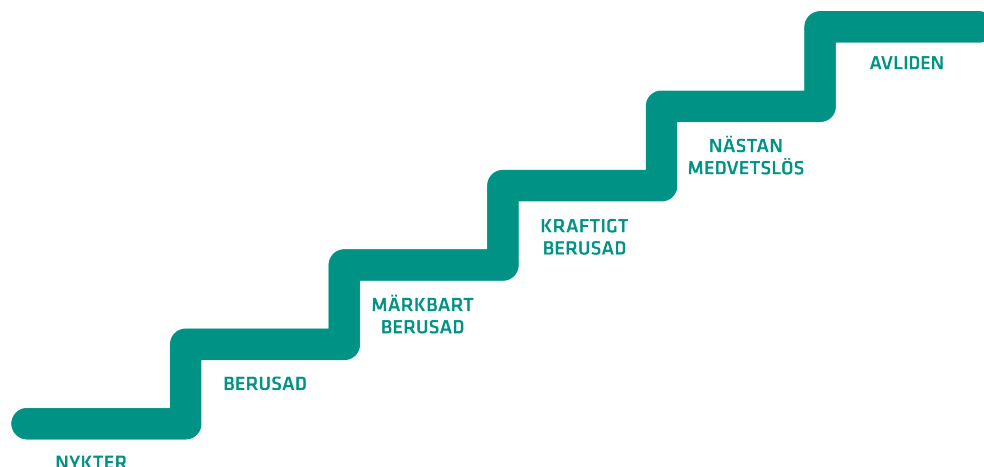 AVLIDEN
NÄSTAN
MEDVETSLÖS
KRAFTIGT
BERUSAD
MÄRKBART
BERUSAD
BERUSAD
NYKTER